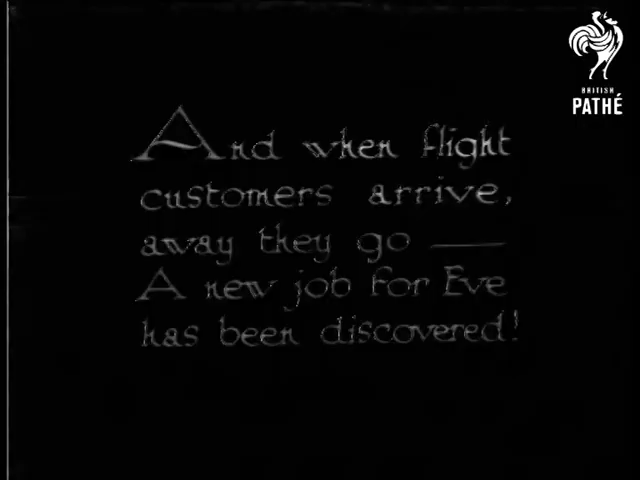 BRITISH
PATHÉ
And when flight
customers arrive,
away they go —
A new job for Eve
has been discovered!